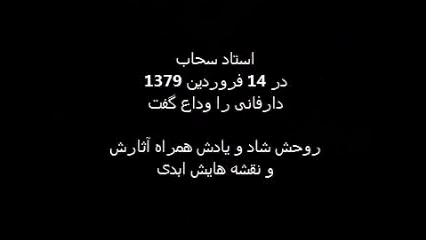 استاد سحاب
در 14 فروردین 1379
دارفانی را وداع گفت
روحش شاد و یادش همراه آثارش
و نقشه هایش ابدی